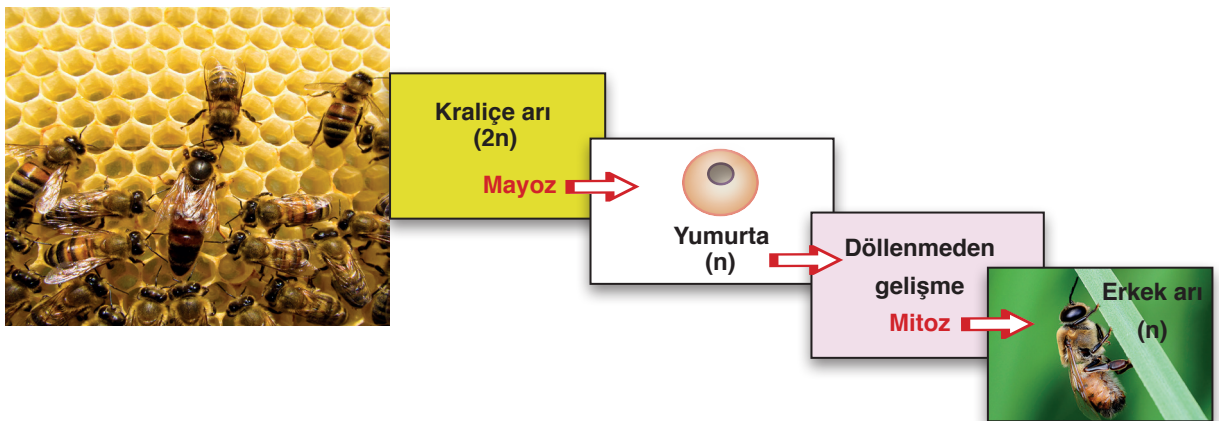 Kraliçe arı
(2n)
Mayoz
Yumurta
(n)
Döllenmeden
gelişme
Mitoz
Erkek arı
(n)